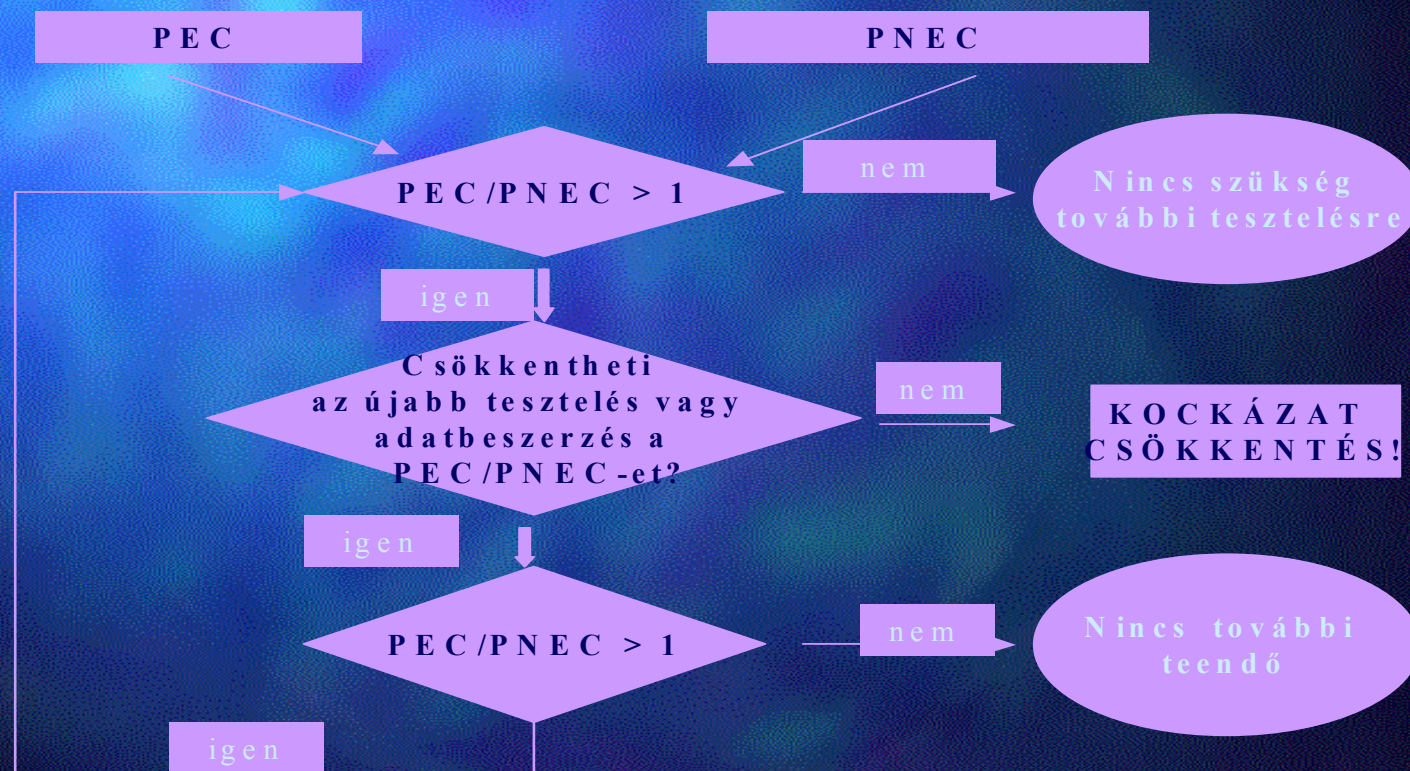 PEC
PNEC
PEC/PNEC > 1
nem
Nincs szükség
további tesztelésre
igen
Csökkentheti
az újabb tesztelés vagy
adatbeszerzés a
PEC/PNEC-et?
nem
KOCKÁZAT
CSÖKKENTÉS!
igen
PEC/PNEC > 1
nem
Nincs további
teendő
igen